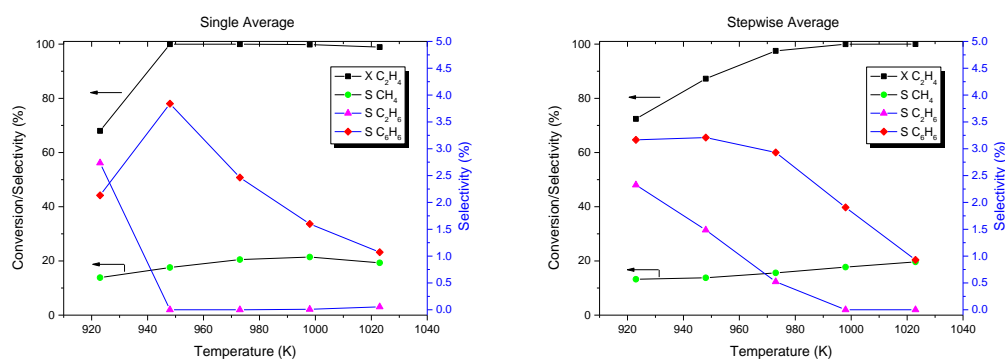 Single Average
100
80
60
40
20
0
Conversion/Selectivity (%)
5.0
4.5
4.0
3.5
3.0
2.5
2.0
1.5
1.0
0.5
0.0
Selectivity (%)
X C₂H₄
S CH₄
S C₂H₆
S C₆H₆
920 940 960 980 1000 1020 1040
Temperature (K)
Stepwise Average
100
80
60
40
20
0
Conversion/Selectivity (%)
5.0
4.5
4.0
3.5
3.0
2.5
2.0
1.5
1.0
0.5
0.0
Selectivity (%)
X C₂H₄
S CH₄
S C₂H₆
S C₆H₆
920 940 960 980 1000 1020 1040
Temperature (K)